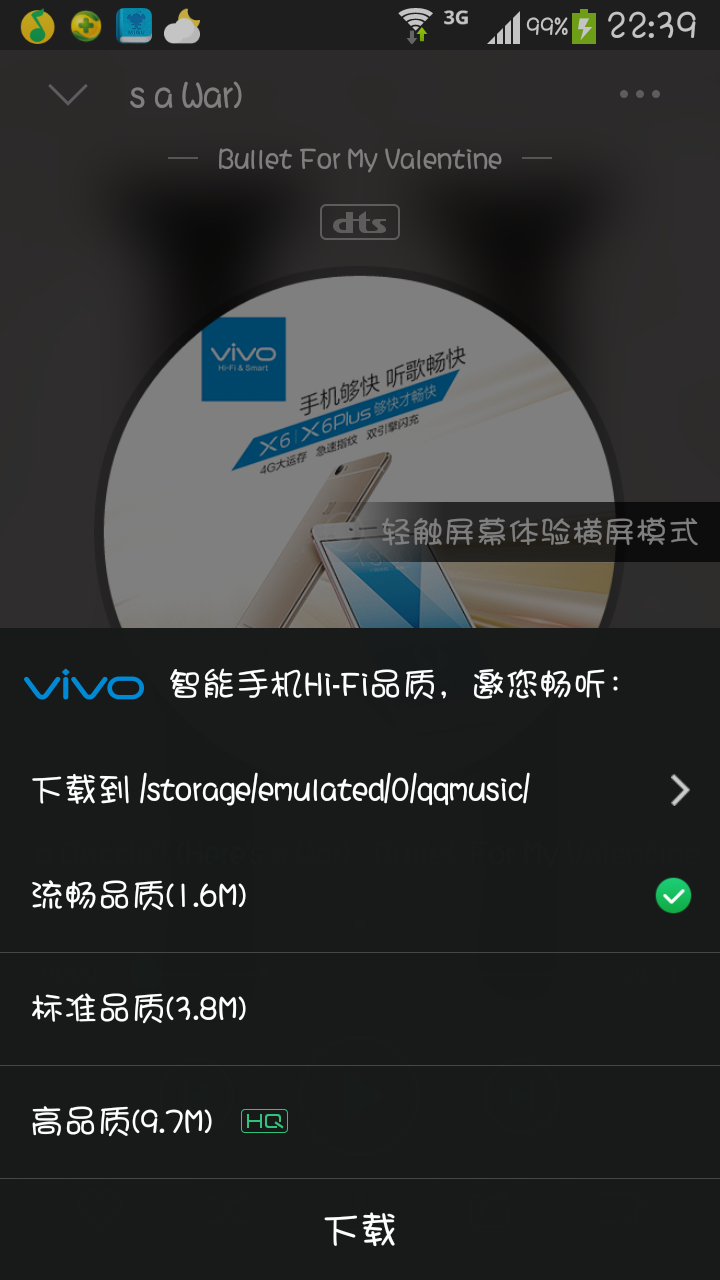 3G 99% 22:39
s a War)
Bullet For My Valentine
dts
vivo
Hi-Fi & Smart
手机够快 听歌畅快
X6 | X6Plus 够快才畅快
4G大运存 急速指纹 双引擎闪充
轻触屏幕体验横屏模式
vivo 智能手机Hi-Fi品质，邀您畅听：
下载到 /storage/emulated/0/qqmusic/
流畅品质(1.6M)
标准品质(3.8M)
高品质(9.7M) HQ
下载